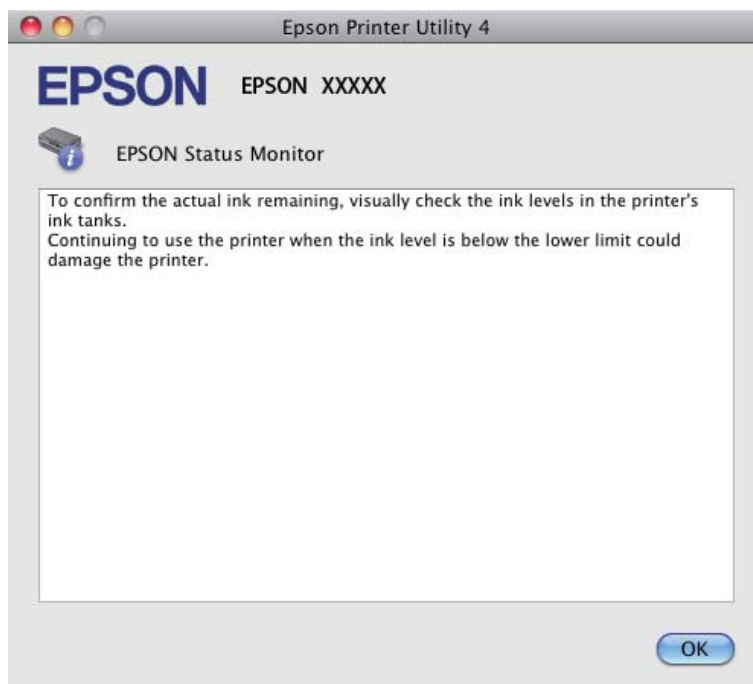 Epson Printer Utility 4
EPSON EPSON XXXXX
EPSON Status Monitor
To confirm the actual ink remaining, visually check the ink levels in the printer's
ink tanks.
Continuing to use the printer when the ink level is below the lower limit could
damage the printer.
OK